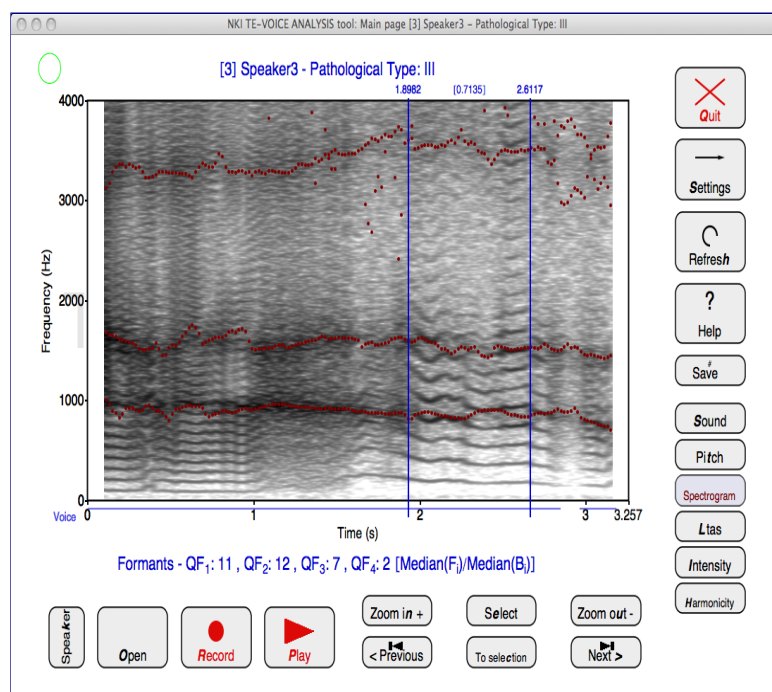 NKI TE-VOICE ANALYSIS tool: Main page [3] Speaker3 - Pathological Type: III
[3] Speaker3 - Pathological Type: III
1.8982 [0.7135] 2.6117
4000
3000
2000
1000
0
Frequency (Hz)
Voice
0 1 2 3 3.257
Time (s)
Formants - QF1: 11 , QF2: 12 , QF3: 7 , QF4: 2 [Median(Fi)/Median(Bi)]
Quit
Settings
Refresh
?
Help
#
Save
Sound
Pitch
Spectrogram
Ltas
Intensity
Harmonicity
Speaker
Open
Record
Play
Zoom in +
Select
Zoom out -
< Previous
To selection
Next >